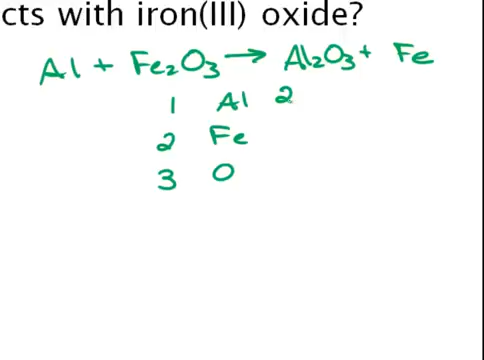 cts with iron(III) oxide?
Al + Fe₂O₃ → Al₂O₃ + Fe
1 Al 2
2 Fe
3 O